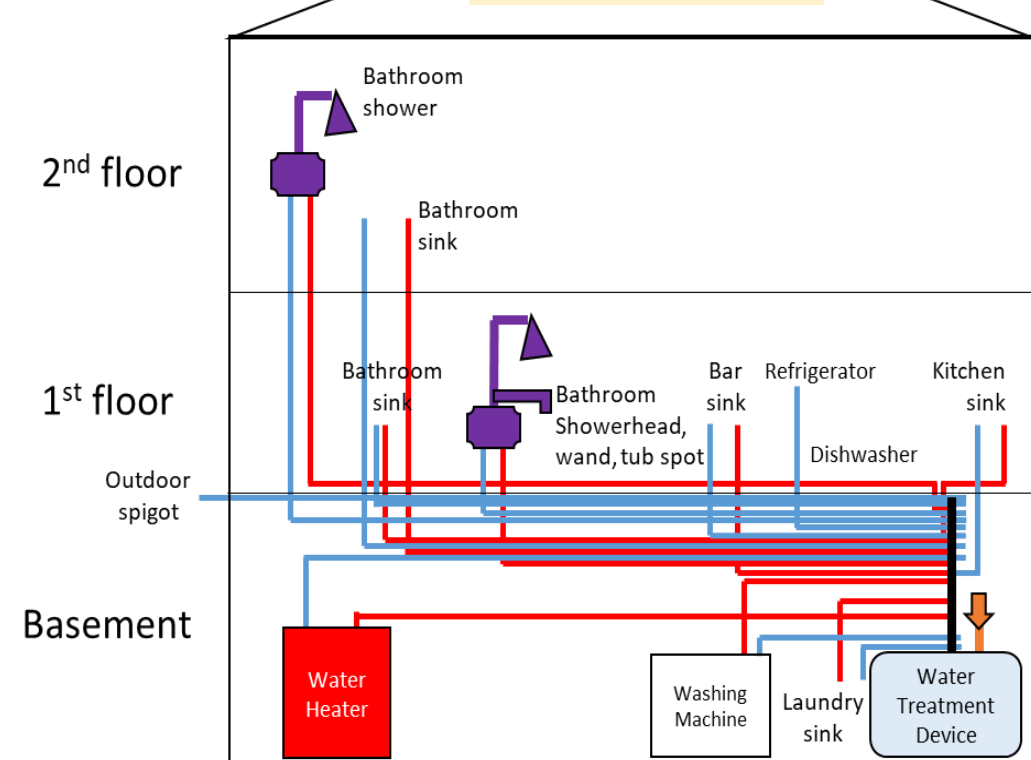 Bathroom
shower
2nd floor
Bathroom
sink
Bathroom
sink
Bathroom
Showerhead,
wand, tub spot
Bar
sink
Refrigerator
Kitchen
sink
1st floor
Dishwasher
Outdoor
spigot
Basement
Water
Heater
Washing
Machine
Laundry
sink
Water
Treatment
Device